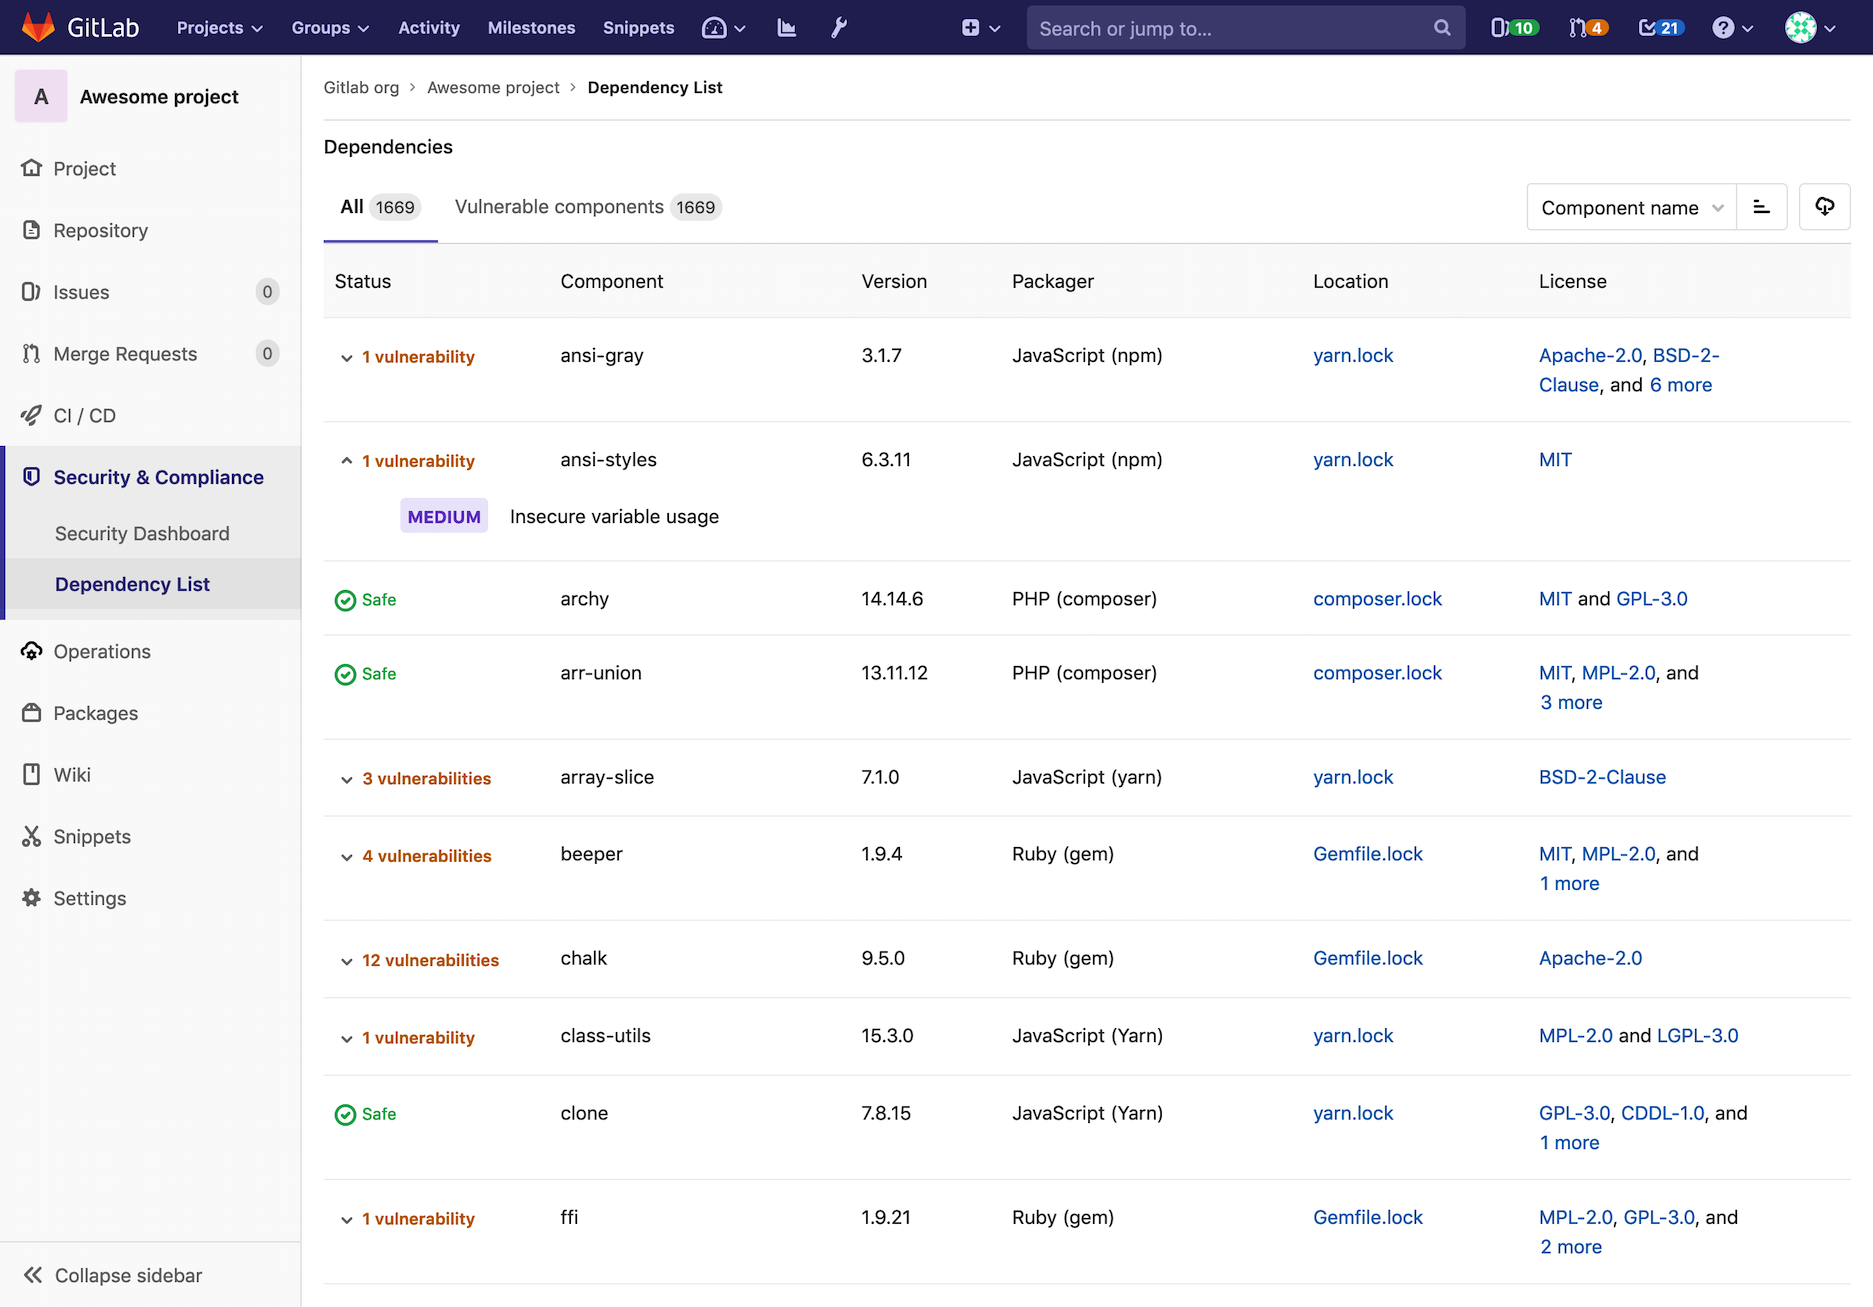 GitLab Projects Groups Activity Milestones Snippets Search or jump to... 10 4 21
A Awesome project
Project
Repository
Issues 0
Merge Requests 0
CI / CD
Security & Compliance
Security Dashboard
Dependency List
Operations
Packages
Wiki
Snippets
Settings
Collapse sidebar
Gitlab org › Awesome project › Dependency List
Dependencies
All 1669 Vulnerable components 1669 Component name
Status Component Version Packager Location License
1 vulnerability ansi-gray 3.1.7 JavaScript (npm) yarn.lock Apache-2.0, BSD-2-
Clause, and 6 more
1 vulnerability ansi-styles 6.3.11 JavaScript (npm) yarn.lock MIT
MEDIUM Insecure variable usage
Safe archy 14.14.6 PHP (composer) composer.lock MIT and GPL-3.0
Safe arr-union 13.11.12 PHP (composer) composer.lock MIT, MPL-2.0, and
3 more
3 vulnerabilities array-slice 7.1.0 JavaScript (yarn) yarn.lock BSD-2-Clause
4 vulnerabilities beeper 1.9.4 Ruby (gem) Gemfile.lock MIT, MPL-2.0, and
1 more
12 vulnerabilities chalk 9.5.0 Ruby (gem) Gemfile.lock Apache-2.0
1 vulnerability class-utils 15.3.0 JavaScript (Yarn) yarn.lock MPL-2.0 and LGPL-3.0
Safe clone 7.8.15 JavaScript (Yarn) yarn.lock GPL-3.0, CDDL-1.0, and
1 more
1 vulnerability ffi 1.9.21 Ruby (gem) Gemfile.lock MPL-2.0, GPL-3.0, and
2 more